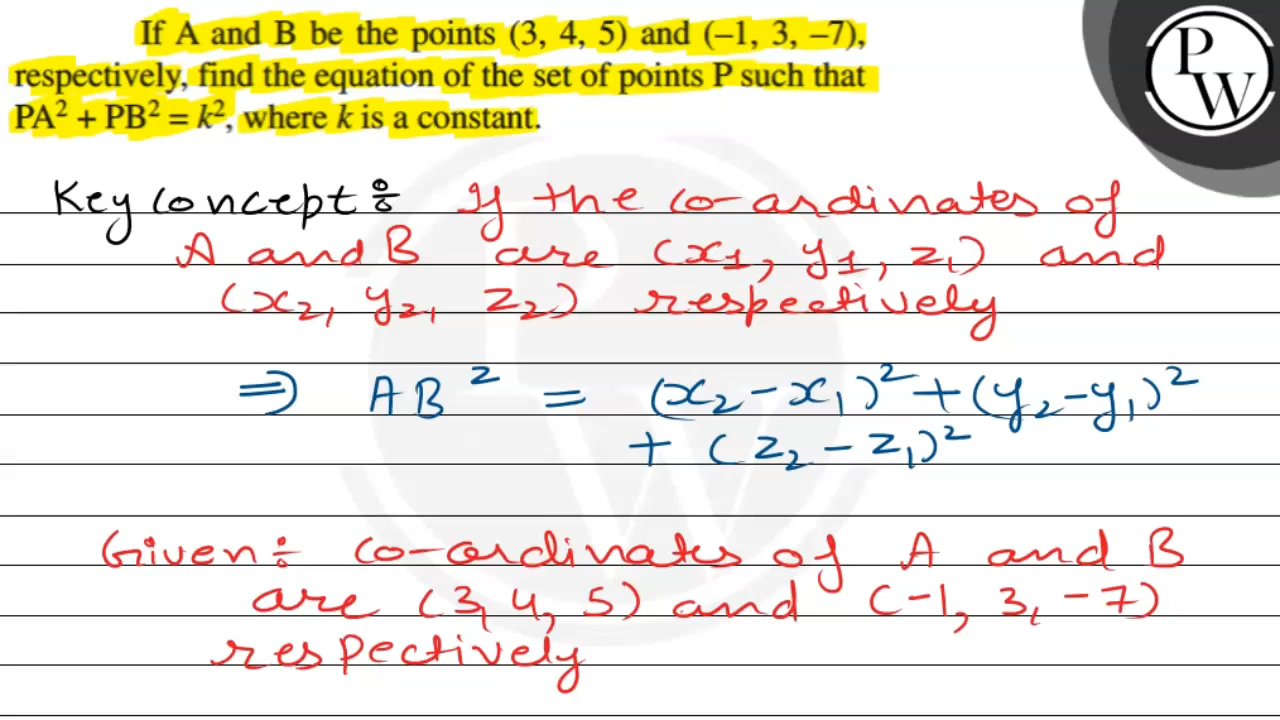 If A and B be the points (3, 4, 5) and (–1, 3, –7),
respectively, find the equation of the set of points P such that
PA² + PB² = k², where k is a constant.
P
W
Key concept÷ If the co-ordinates of
A and B are (x₁, y₁, z₁) and
(x₂, y₂, z₂) respectively
⇒ AB² = (x₂-x₁)²+(y₂-y₁)²
+ (z₂-z₁)²
Given÷ co-ordinates of A and B
are (3, 4, 5) and (-1, 3, -7)
respectively